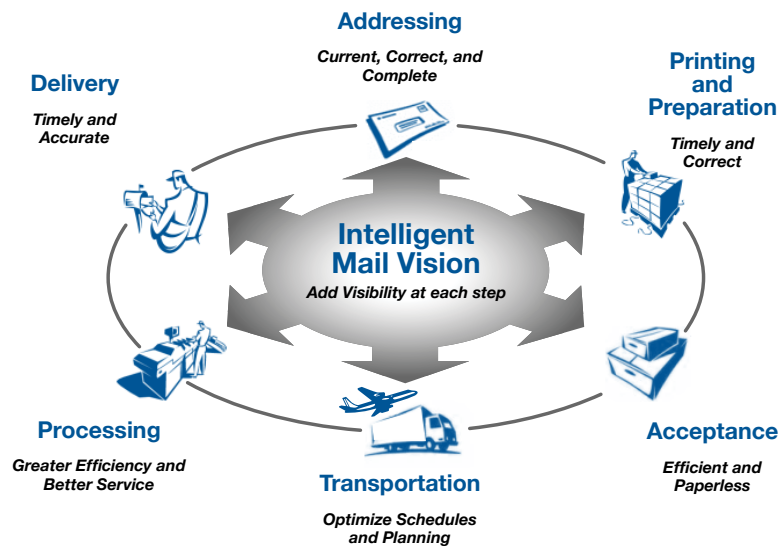 Addressing
Current, Correct, and
Complete
Printing
and
Preparation
Timely and
Correct
Delivery
Timely and
Accurate
Intelligent
Mail Vision
Add Visibility at each step
Processing
Greater Efficiency and
Better Service
Transportation
Optimize Schedules
and Planning
Acceptance
Efficient and
Paperless